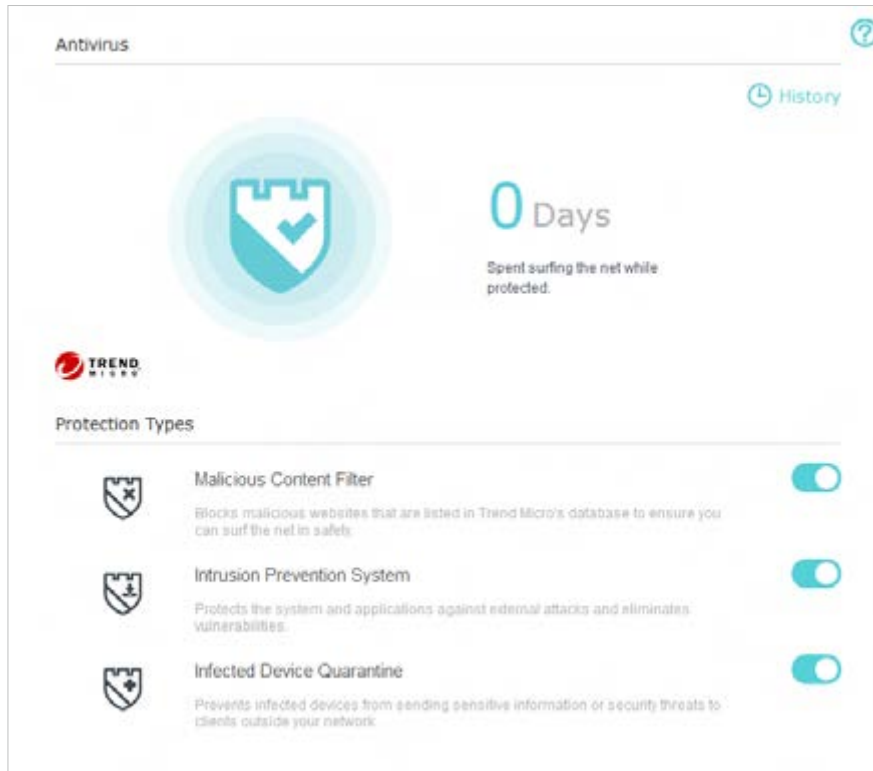 Antivirus
History
0 Days
Spent surfing the net while
protected.
TREND
MICRO
Protection Types
Malicious Content Filter
Blocks malicious websites that are listed in Trend Micro's database to ensure you
can surf the net in safety.
Intrusion Prevention System
Protects the system and applications against external attacks and eliminates
vulnerabilities.
Infected Device Quarantine
Prevents infected devices from sending sensitive information or security threats to
clients outside your network.